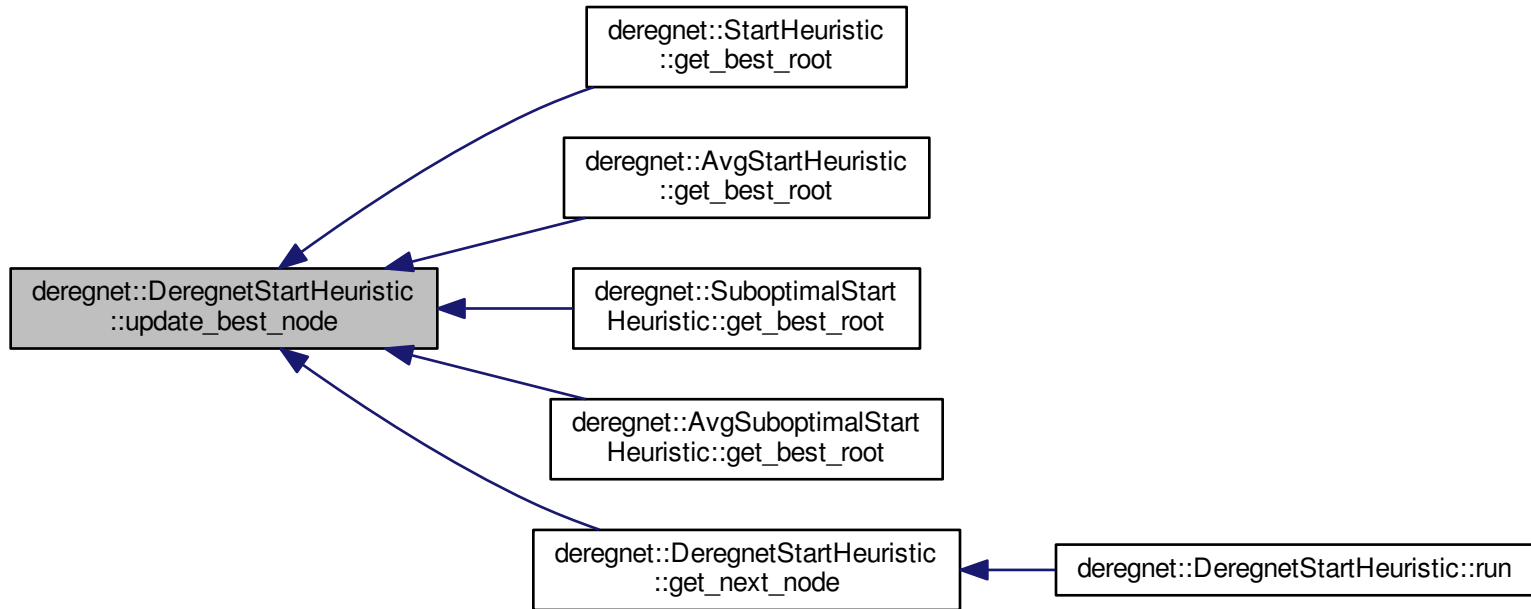 deregnet::StartHeuristic
::get_best_root
deregnet::AvgStartHeuristic
::get_best_root
deregnet::DeregnetStartHeuristic
::update_best_node
deregnet::SuboptimalStart
Heuristic::get_best_root
deregnet::AvgSuboptimalStart
Heuristic::get_best_root
deregnet::DeregnetStartHeuristic
::get_next_node
deregnet::DeregnetStartHeuristic::run